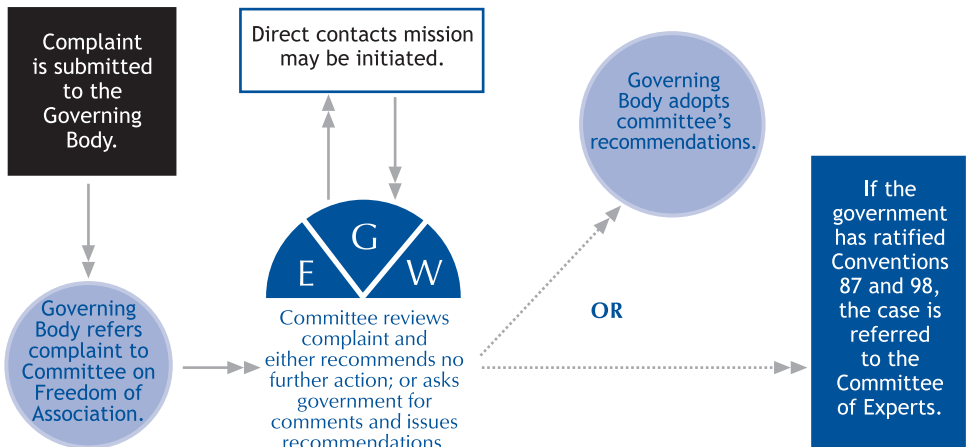 Complaint
is submitted
to the
Governing
Body.
Governing
Body refers
complaint to
Committee on
Freedom of
Association.
Direct contacts mission
may be initiated.
E
G
W
Committee reviews
complaint and
either recommends no
further action; or asks
government for
comments and issues
recommendations
Governing
Body adopts
committee's
recommendations.
OR
If the
government
has ratified
Conventions
87 and 98,
the case is
referred
to the
Committee
of Experts.